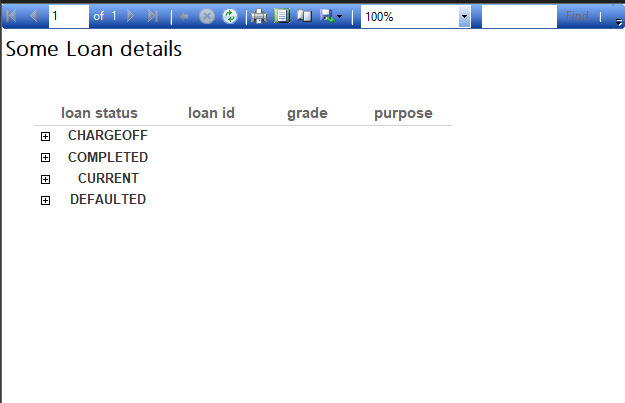 1 of 1 100% Find
Some Loan details
loan status loan id grade purpose
CHARGEOFF
COMPLETED
CURRENT
DEFAULTED